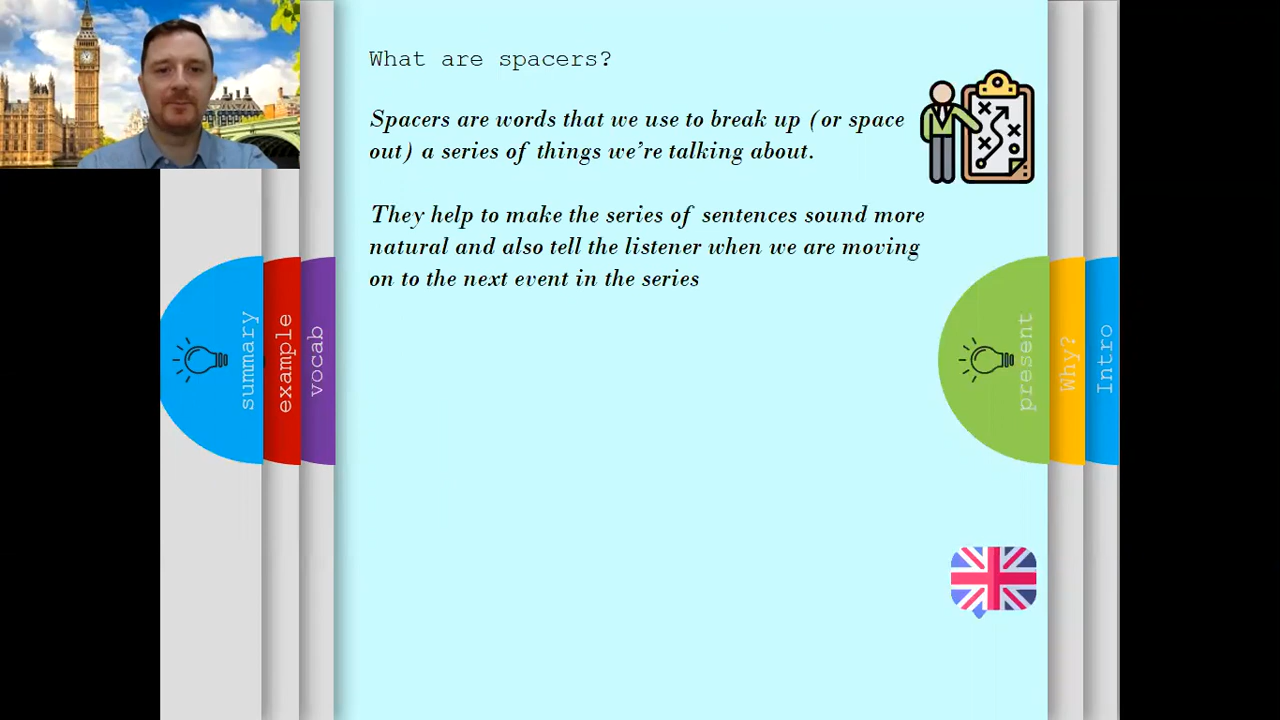 What are spacers?
Spacers are words that we use to break up (or space
out) a series of things we're talking about.
They help to make the series of sentences sound more
natural and also tell the listener when we are moving
on to the next event in the series
summary
example
vocab
present
Why?
Intro